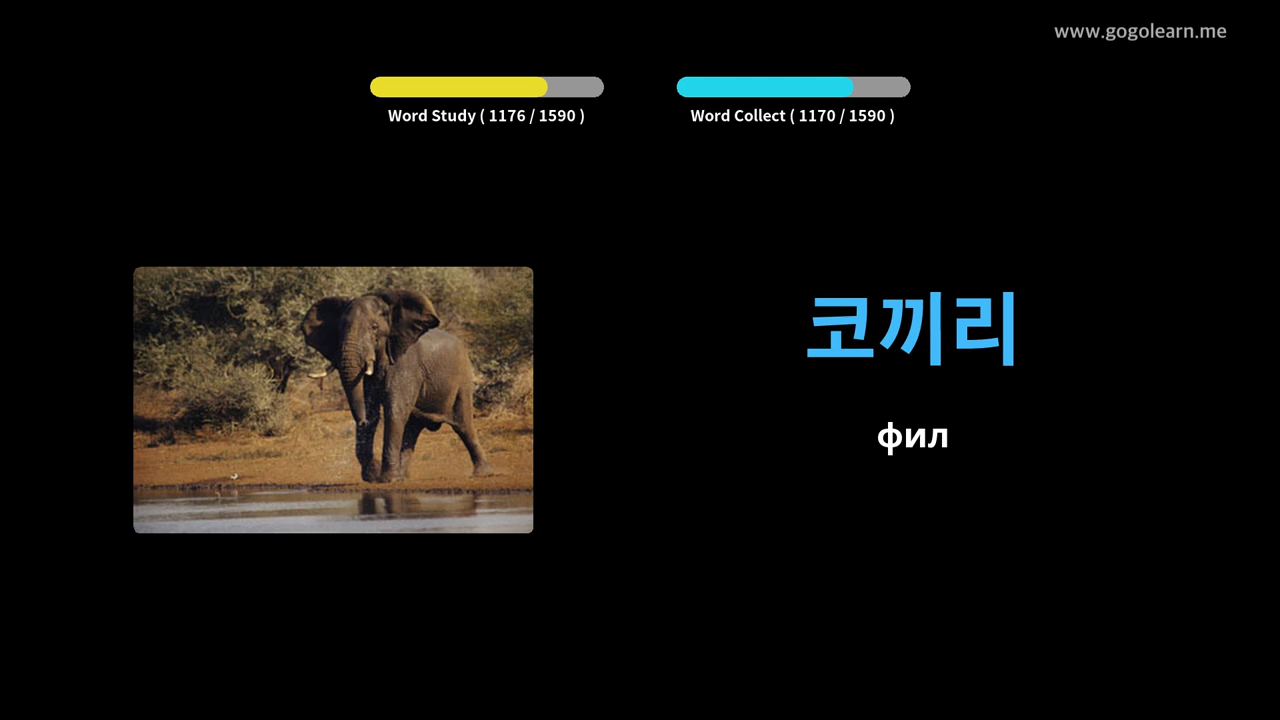 www.gogolearn.me
Word Study ( 1176 / 1590 )
Word Collect ( 1170 / 1590 )
코끼리
фил